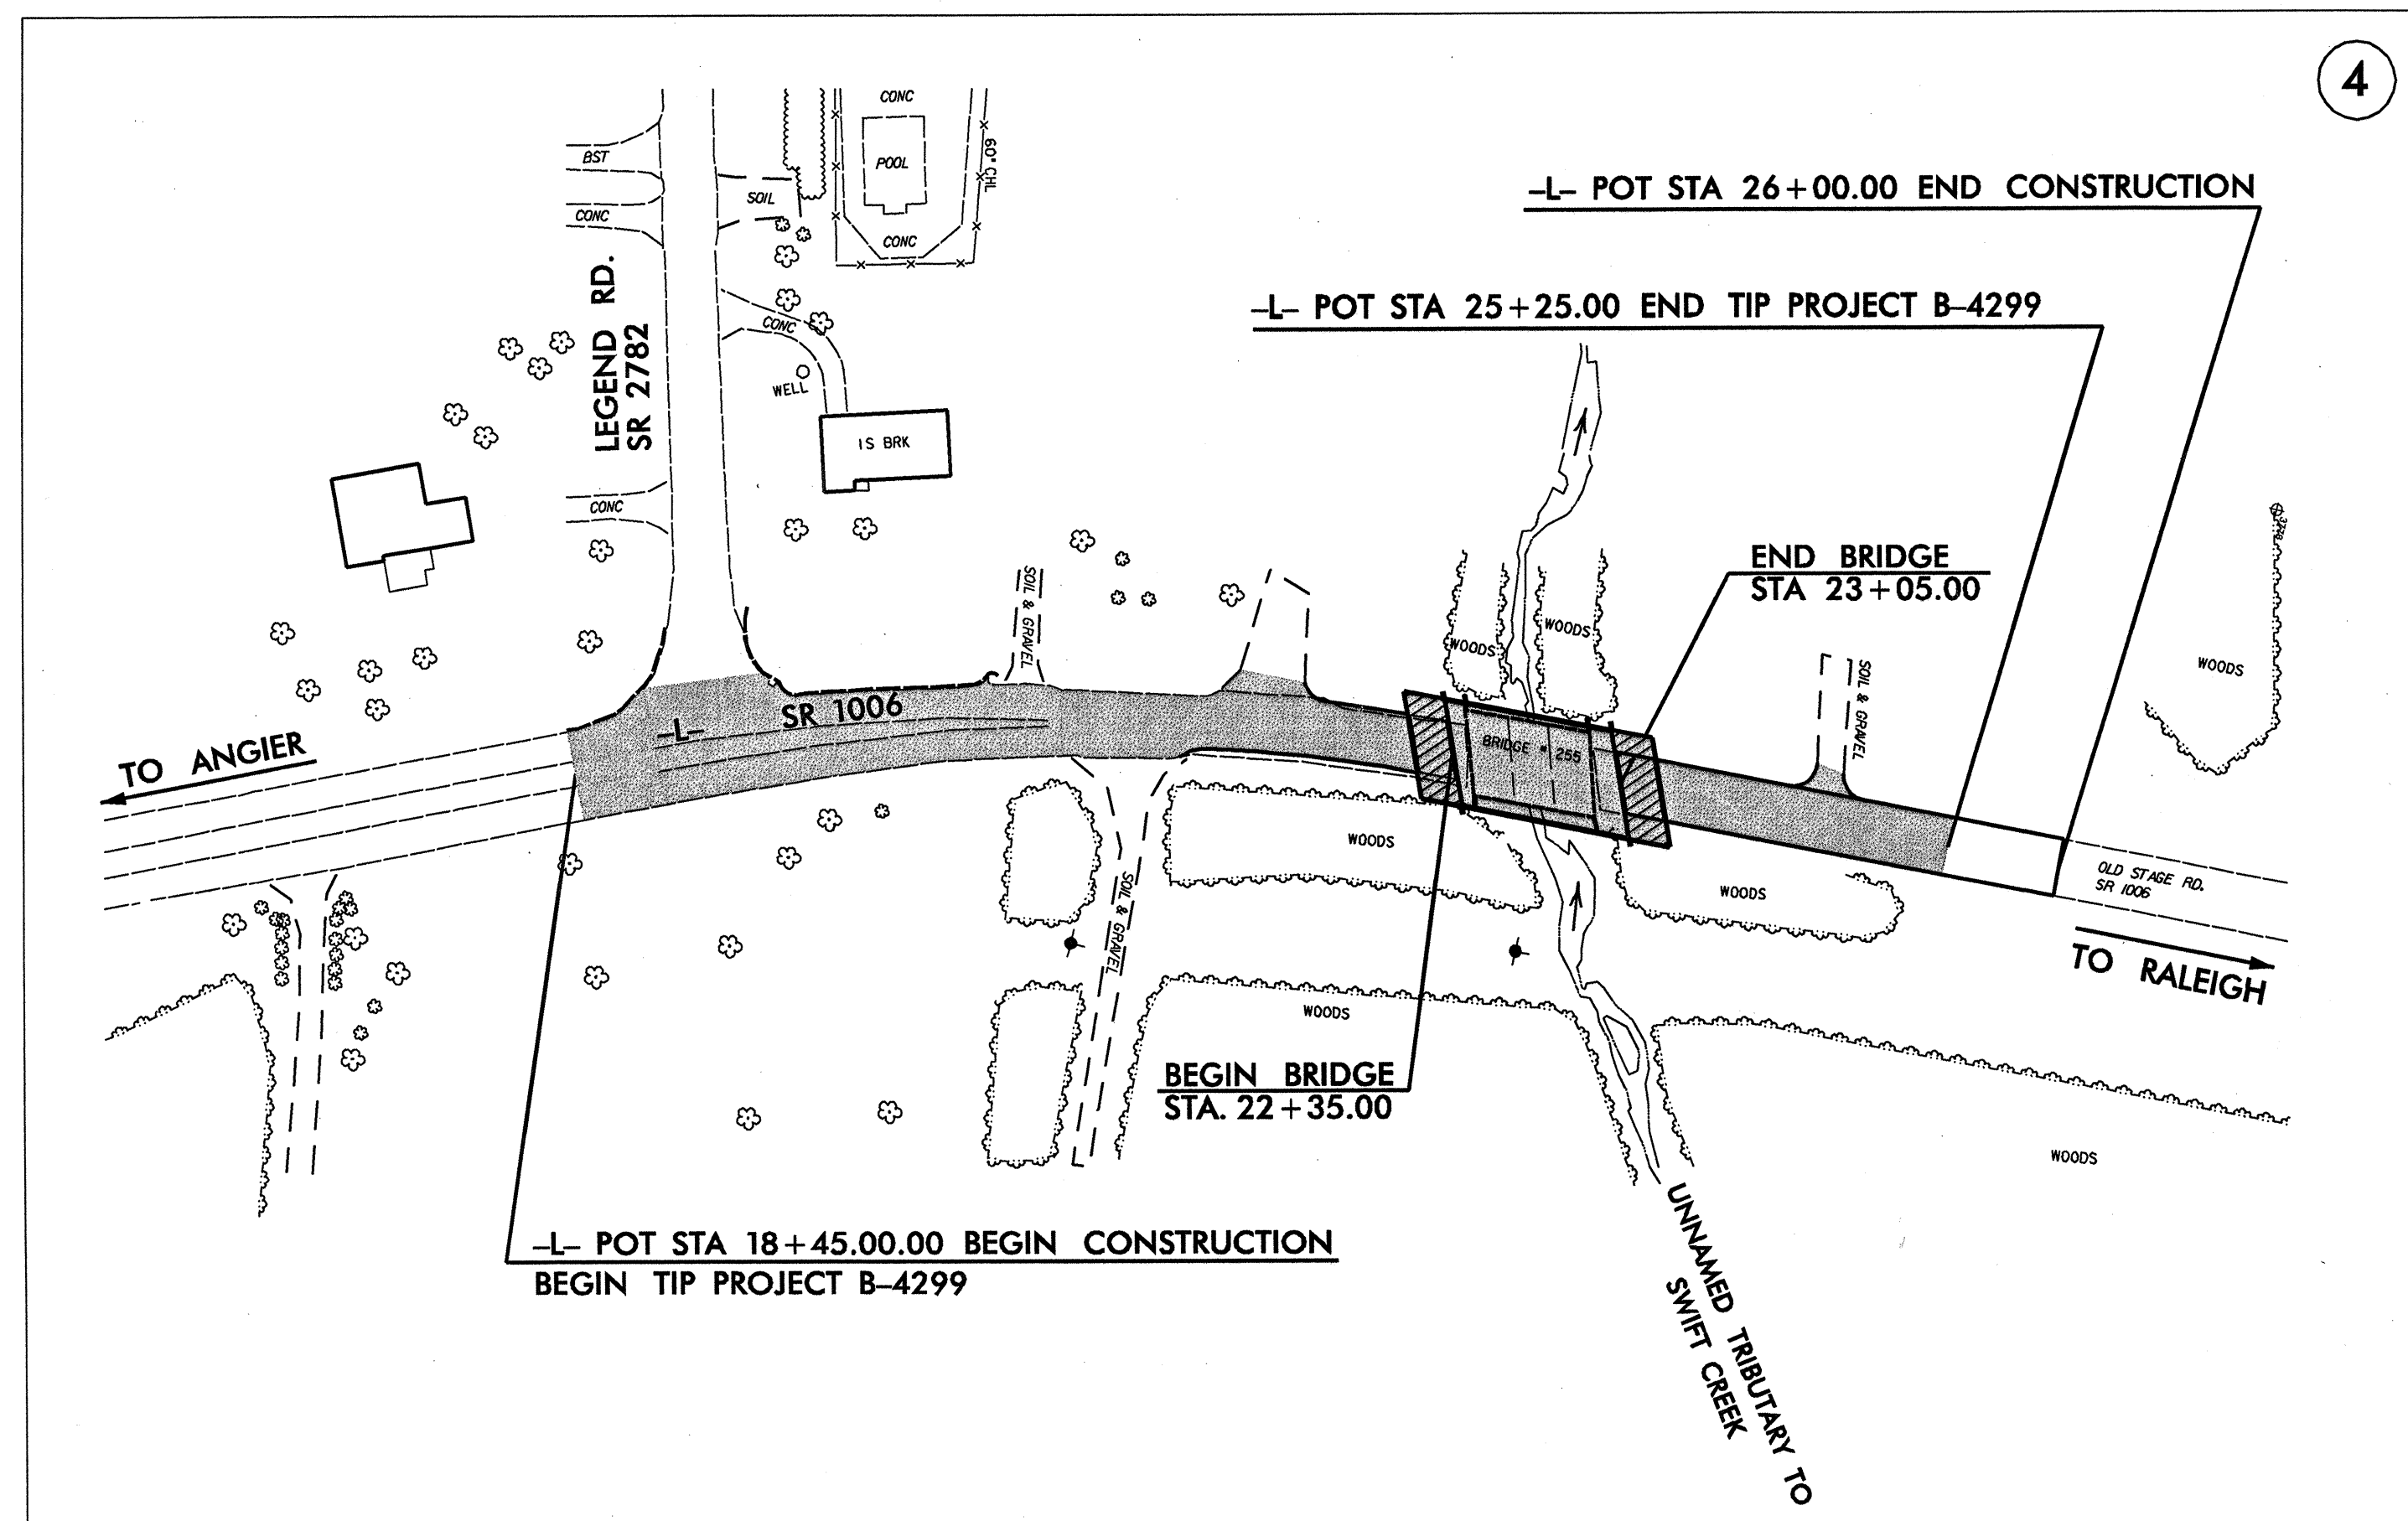 4
CONC
BST
POOL
60" CHL
SOIL
CONC
CONC
-L- POT STA 26+00.00 END CONSTRUCTION
-L- POT STA 25+25.00 END TIP PROJECT B-4299
LEGEND RD.
SR 2782
CONC
WELL
1S BRK
CONC
END BRIDGE
STA 23+05.00
SOIL & GRAVEL
WOODS
WOODS
SOIL & GRAVEL
WOODS
-L-
SR 1006
TO ANGIER
BRIDGE # 255
WOODS
WOODS
OLD STAGE RD.
SR 1006
SOIL & GRAVEL
TO RALEIGH
WOODS
BEGIN BRIDGE
STA. 22+35.00
WOODS
-L- POT STA 18+45.00.00 BEGIN CONSTRUCTION
BEGIN TIP PROJECT B-4299
UNNAMED TRIBUTARY TO
SWIFT CREEK